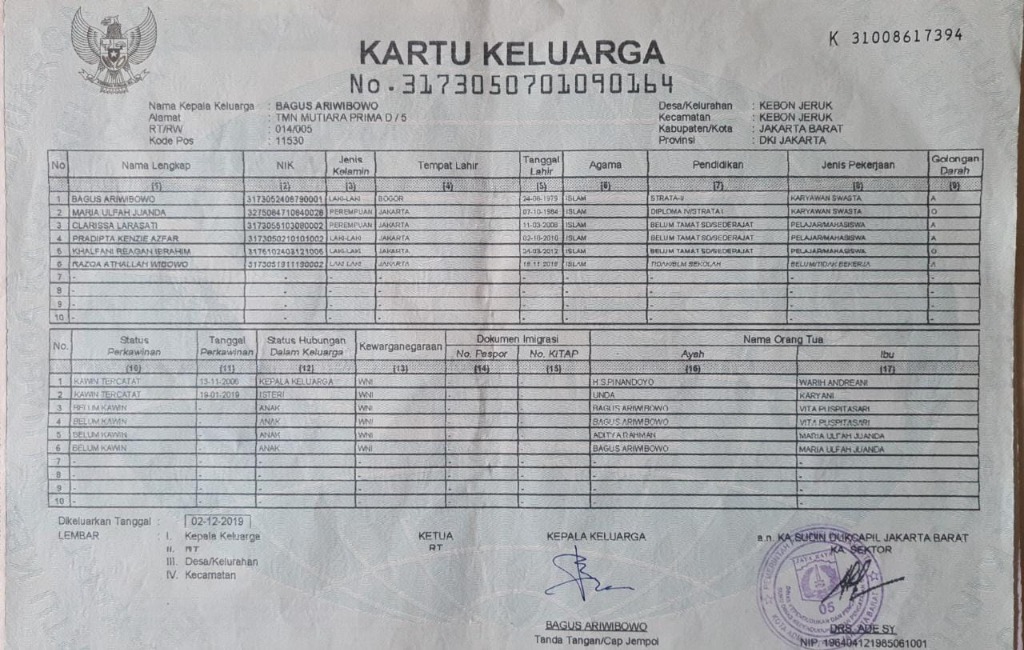 K 31008617394
KARTU KELUARGA
No.3173050701090164
Nama Kepala Keluarga : BAGUS ARIWIBOWO
Alamat : TMN MUTIARA PRIMA D / 5
RT/RW : 014/005
Kode Pos : 11530
Desa/Kelurahan : KEBON JERUK
Kecamatan : KEBON JERUK
Kabupaten/Kota : JAKARTA BARAT
Provinsi : DKI JAKARTA
No Nama Lengkap NIK Jenis Kelamin Tempat Lahir Tanggal Lahir Agama Pendidikan Jenis Pekerjaan Golongan Darah
(1) (2) (3) (4) (5) (6) (7) (8) (9)
1 BAGUS ARIWIBOWO 3173052406790001 LAKI-LAKI BOGOR 24-06-1979 ISLAM STRATA-II KARYAWAN SWASTA A
2 MARIA ULFAH JUANDA 3275084710840028 PEREMPUAN JAKARTA 07-10-1984 ISLAM DIPLOMA IV/STRATA I KARYAWAN SWASTA O
3 CLARISSA LARASATI 3173055103080002 PEREMPUAN JAKARTA 11-03-2008 ISLAM BELUM TAMAT SD/SEDERAJAT PELAJAR/MAHASISWA A
4 PRADIPTA KENZIE AZFAR 3173050210101002 LAKI-LAKI JAKARTA 02-10-2010 ISLAM BELUM TAMAT SD/SEDERAJAT PELAJAR/MAHASISWA A
5 KHALFANI REAGAN IBRAHIM 3175102403121006 LAKI-LAKI JAKARTA 24-03-2012 ISLAM BELUM TAMAT SD/SEDERAJAT PELAJAR/MAHASISWA O
6 RAZQA ATHALLAH WIBOWO LAKI-LAKI JAKARTA ISLAM TIDAK/BLM SEKOLAH BELUM/TIDAK BEKERJA A
7 - - - - - - - -
8 - - - - - - - -
9 - - - - - - - -
10 - - - - - - - -
No. Status Perkawinan Tanggal Perkawinan Status Hubungan Dalam Keluarga Kewarganegaraan Dokumen Imigrasi No. Paspor No. KITAP Nama Orang Tua Ayah Ibu
(10) (11) (12) (13) (14) (15) (16) (17)
1 KAWIN TERCATAT 13-11-2006 KEPALA KELUARGA WNI - - H.S.PINANDOYO WARIH ANDREANI
2 KAWIN TERCATAT 19-01-2019 ISTERI WNI - - UNDA KARYANI
3 BELUM KAWIN - ANAK WNI - - BAGUS ARIWIBOWO VITA PUSPITASARI
4 BELUM KAWIN - ANAK WNI - - BAGUS ARIWIBOWO VITA PUSPITASARI
5 BELUM KAWIN - ANAK WNI - - ADITYA RAHMAN MARIA ULFAH JUANDA
6 BELUM KAWIN - ANAK WNI - - BAGUS ARIWIBOWO MARIA ULFAH JUANDA
7 - - - - - - - -
8 - - - - - - - -
9 - - - - - - - -
10 - - - - - - - -
Dikeluarkan Tanggal : 02-12-2019
LEMBAR : I. Kepala Keluarga
II. RT
III. Desa/Kelurahan
IV. Kecamatan
KETUA
RT
KEPALA KELUARGA
BAGUS ARIWIBOWO
Tanda Tangan/Cap Jempol
a.n. KA.SUDIN DUKCAPIL JAKARTA BARAT
KA. SEKTOR
JAYA RAYA
05
DRS. ADE SY
NIP. 196404121985061001